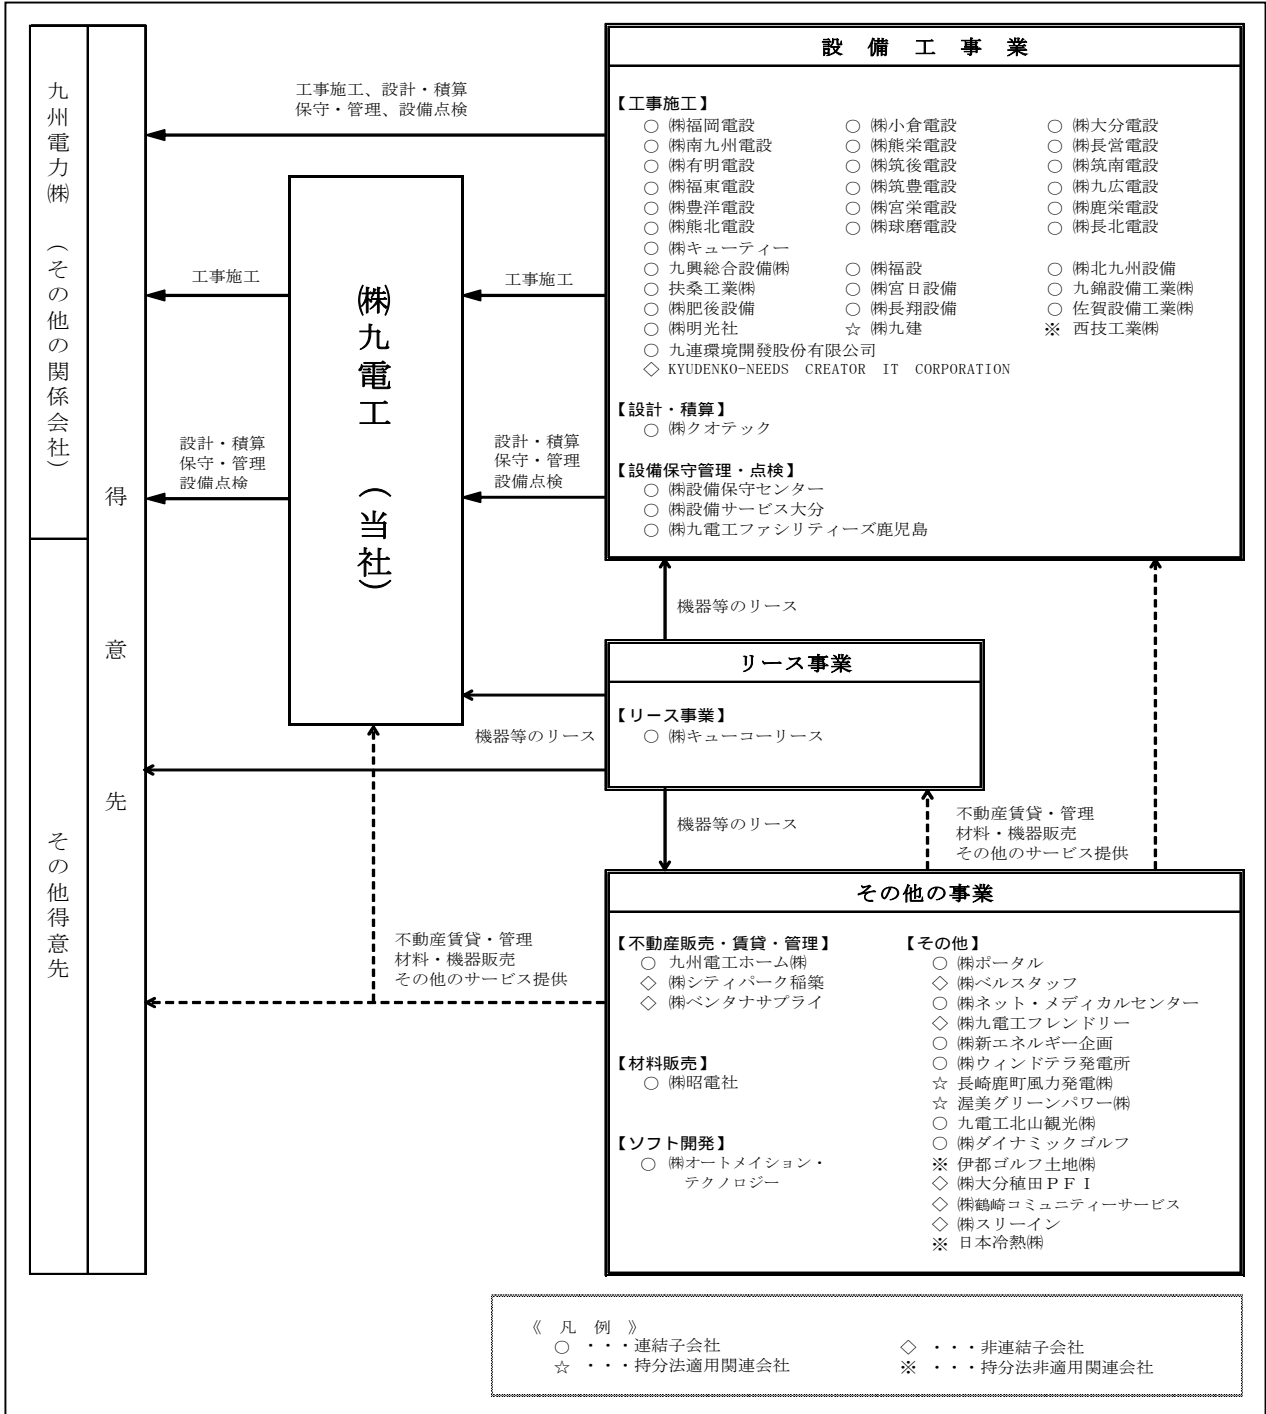 九州電力㈱ (その他の関係会社)
その他得意先
得意先
㈱九電工 (当社)
工事施工、設計・積算
保守・管理、設備点検
工事施工
工事施工
設計・積算
保守・管理
設備点検
設計・積算
保守・管理
設備点検
設備工事業
【工事施工】
○ ㈱福岡電設 ○ ㈱小倉電設 ○ ㈱大分電設
○ ㈱南九州電設 ○ ㈱熊栄電設 ○ ㈱長営電設
○ ㈱有明電設 ○ ㈱筑後電設 ○ ㈱筑南電設
○ ㈱福東電設 ○ ㈱筑豊電設 ○ ㈱九広電設
○ ㈱豊洋電設 ○ ㈱宮栄電設 ○ ㈱鹿栄電設
○ ㈱熊北電設 ○ ㈱球磨電設 ○ ㈱長北電設
○ ㈱キューティー
○ 九興総合設備㈱ ○ ㈱福設 ○ ㈱北九州設備
○ 扶桑工業㈱ ○ ㈱宮日設備 ○ 九錦設備工業㈱
○ ㈱肥後設備 ○ ㈱長翔設備 ○ 佐賀設備工業㈱
○ ㈱明光社 ☆ ㈱九建 ※ 西技工業㈱
○ 九連環境開發股份有限公司
◇ KYUDENKO-NEEDS CREATOR IT CORPORATION
【設計・積算】
○ ㈱クオテック
【設備保守管理・点検】
○ ㈱設備保守センター
○ ㈱設備サービス大分
○ ㈱九電工ファシリティーズ鹿児島
機器等のリース
リース事業
【リース事業】
○ ㈱キューコーリース
機器等のリース
機器等のリース
不動産賃貸・管理
材料・機器販売
その他のサービス提供
不動産賃貸・管理
材料・機器販売
その他のサービス提供
その他の事業
【不動産販売・賃貸・管理】
○ 九州電工ホーム㈱
◇ ㈱シティパーク稲築
◇ ㈱ベンタナサプライ
【材料販売】
○ ㈱昭電社
【ソフト開発】
○ ㈱オートメイション・
テクノロジー
【その他】
○ ㈱ポータル
◇ ㈱ベルスタッフ
○ ㈱ネット・メディカルセンター
◇ ㈱九電工フレンドリー
○ ㈱新エネルギー企画
○ ㈱ウィンドテラ発電所
☆ 長崎鹿町風力発電㈱
☆ 渥美グリーンパワー㈱
○ 九電工北山観光㈱
○ ㈱ダイナミックゴルフ
※ 伊都ゴルフ土地㈱
◇ ㈱大分稙田ＰＦＩ
◇ ㈱鶴崎コミュニティーサービス
◇ ㈱スリーイン
※ 日本冷熱㈱
《 凡 例 》
○ ・・・連結子会社 ◇ ・・・非連結子会社
☆ ・・・持分法適用関連会社 ※ ・・・持分法非適用関連会社